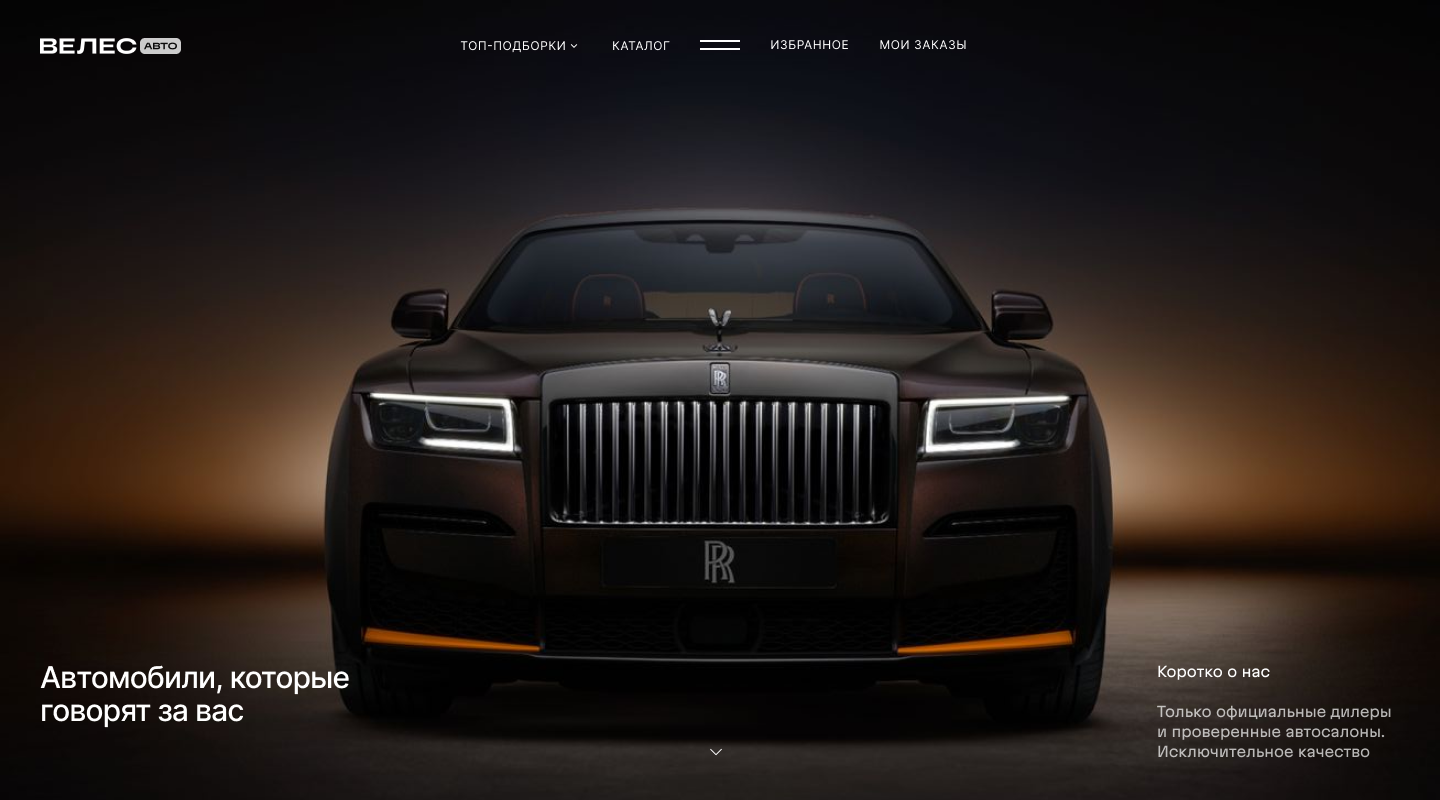 ВЕЛЕС АВТО
ТОП-ПОДБОРКИ
КАТАЛОГ
ИЗБРАННОЕ
МОИ ЗАКАЗЫ
RR
RR
Автомобили, которые
говорят за вас
Коротко о нас
Только официальные дилеры
и проверенные автосалоны.
Исключительное качество